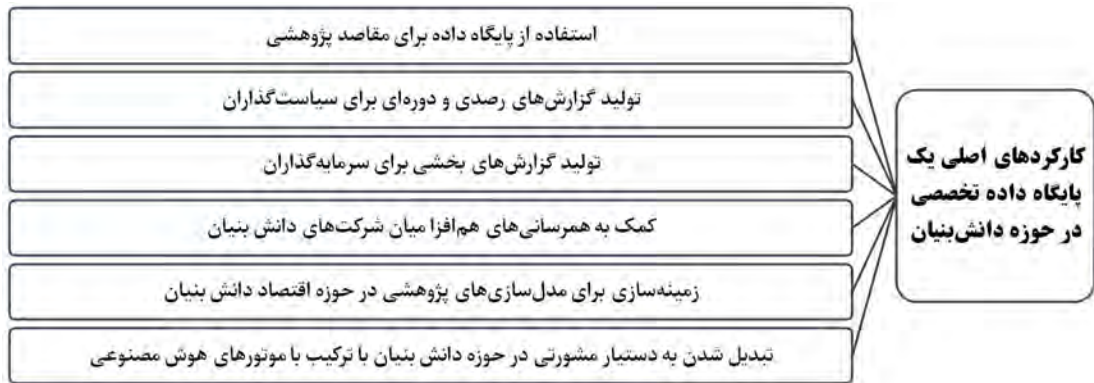 کارکردهای اصلی یک
پایگاه داده تخصصی
در حوزه دانش‌بنیان
استفاده از پایگاه داده برای مقاصد پژوهشی
تولید گزارش‌های رصدی و دوره‌ای برای سیاست‌گذاران
تولید گزارش‌های بخشی برای سرمایه‌گذاران
کمک به همرسانی‌های هم‌افزا میان شرکت‌های دانش بنیان
زمینه‌سازی برای مدل‌سازی‌های پژوهشی در حوزه اقتصاد دانش بنیان
تبدیل شدن به دستیار مشورتی در حوزه دانش بنیان با ترکیب با موتورهای هوش مصنوعی